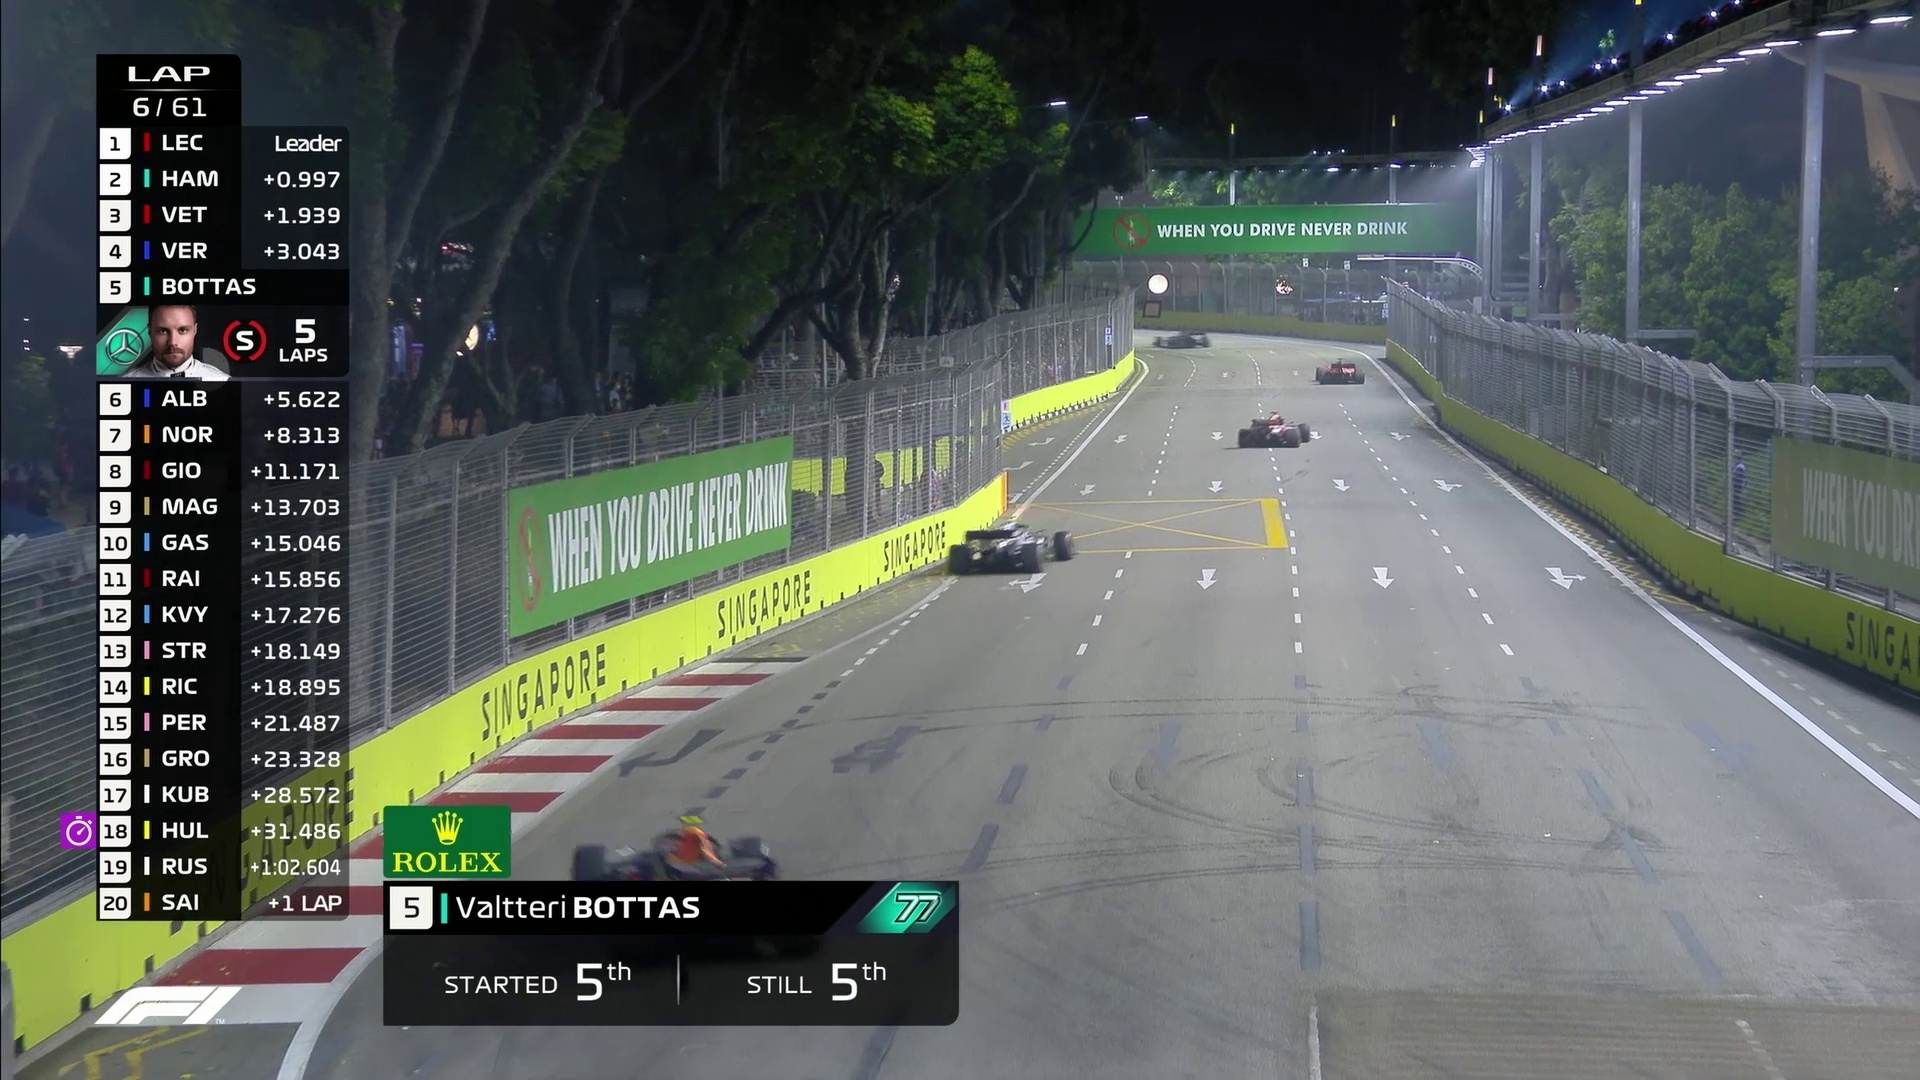 LAP
6 / 61
1 LEC Leader
2 HAM +0.997
3 VET +1.939
4 VER +3.043
5 BOTTAS
S 5
LAPS
6 ALB +5.622
7 NOR +8.313
8 GIO +11.171
9 MAG +13.703
10 GAS +15.046
11 RAI +15.856
12 KVY +17.276
13 STR +18.149
14 RIC +18.895
15 PER +21.487
16 GRO +23.328
17 KUB +28.572
18 HUL +31.486
19 RUS +1:02.604
20 SAI +1 LAP
WHEN YOU DRIVE NEVER DRINK
WHEN YOU DRIVE NEVER DRINK
WHEN YOU DR
SINGAPORE
SINGAPORE
SINGAPORE
SINGA
ROLEX
5 Valtteri BOTTAS 77
STARTED 5th STILL 5th
F1